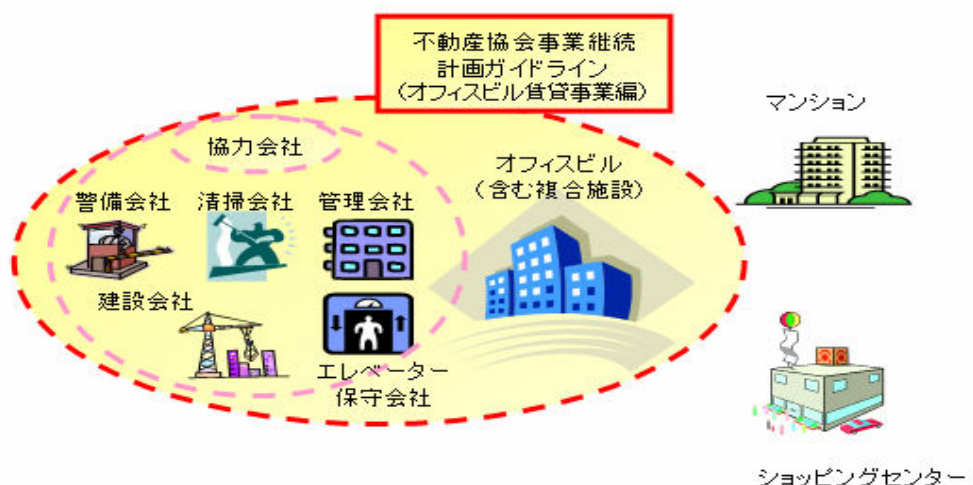 不動産協会事業継続
計画ガイドライン
(オフィスビル賃貸事業編)
マンション
協力会社
オフィスビル
(含む複合施設)
警備会社 清掃会社 管理会社
建設会社
エレベーター
保守会社
ショッピングセンター